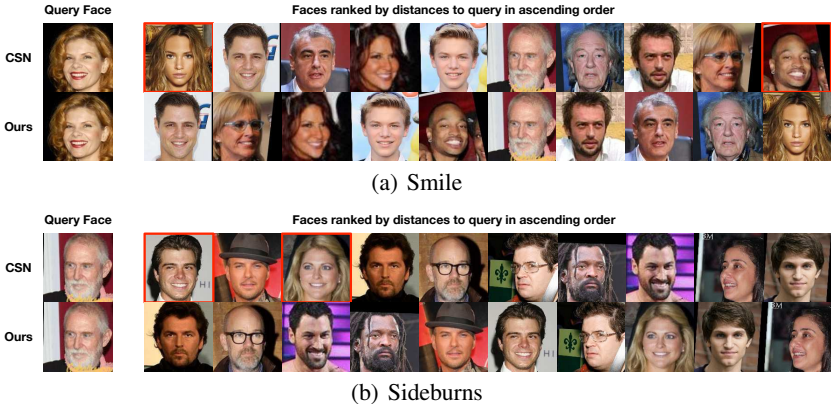 Query Face Faces ranked by distances to query in ascending order
CSN
Ours
(a) Smile
Query Face Faces ranked by distances to query in ascending order
CSN
Ours
(b) Sideburns